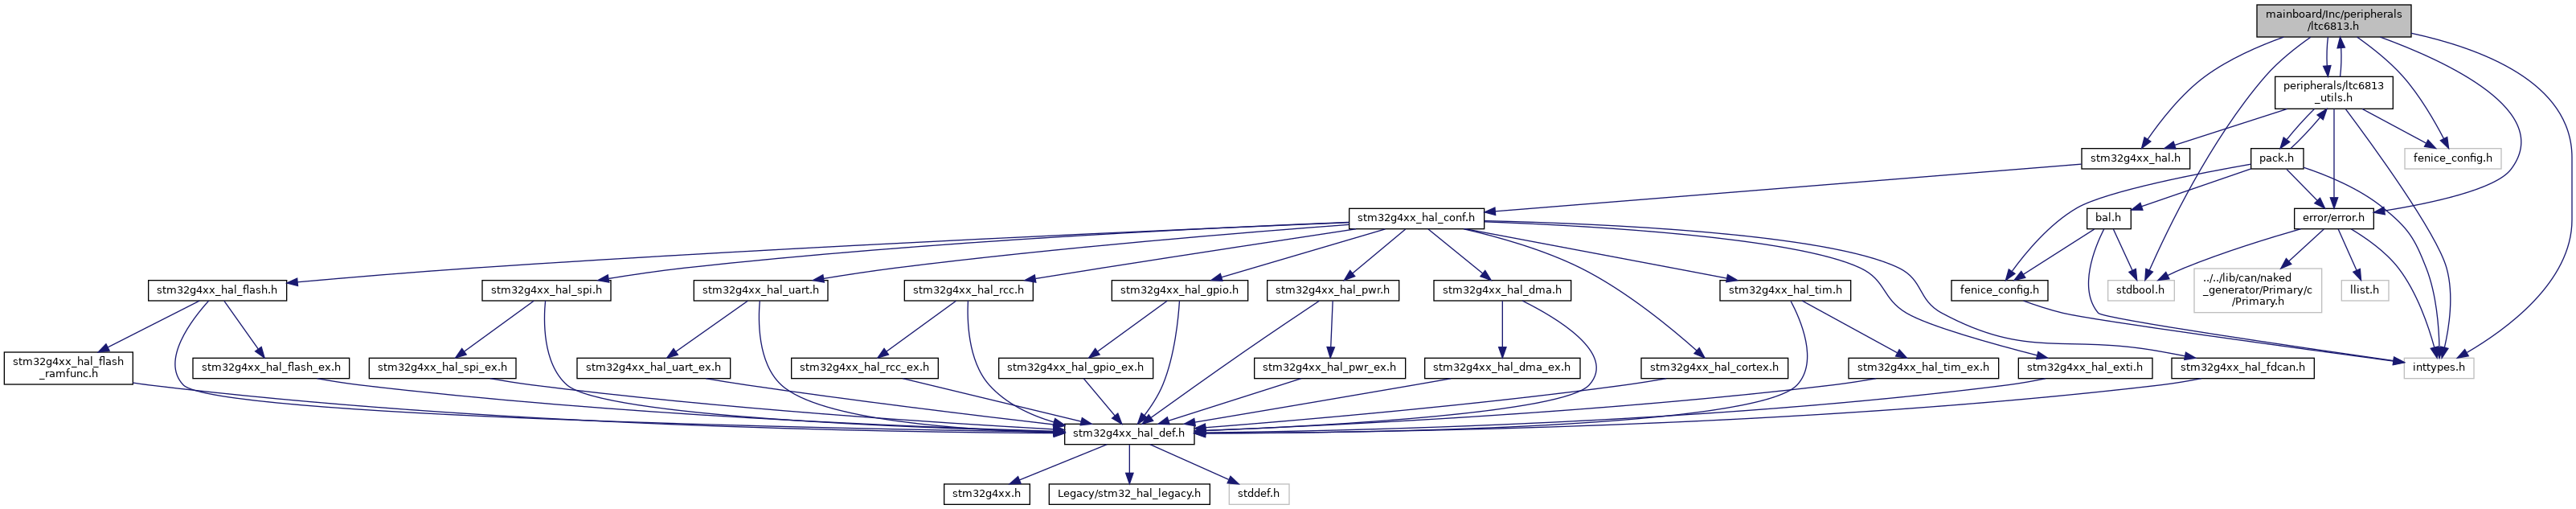 mainboard/Inc/peripherals
/ltc6813.h
peripherals/ltc6813
_utils.h
stm32g4xx_hal.h
pack.h
fenice_config.h
stm32g4xx_hal_conf.h
bal.h
error/error.h
stm32g4xx_hal_flash.h
stm32g4xx_hal_spi.h
stm32g4xx_hal_uart.h
stm32g4xx_hal_rcc.h
stm32g4xx_hal_gpio.h
stm32g4xx_hal_pwr.h
stm32g4xx_hal_dma.h
stm32g4xx_hal_tim.h
fenice_config.h
stdbool.h
../../lib/can/naked
_generator/Primary/c
/Primary.h
llist.h
stm32g4xx_hal_flash
_ramfunc.h
stm32g4xx_hal_flash_ex.h
stm32g4xx_hal_spi_ex.h
stm32g4xx_hal_uart_ex.h
stm32g4xx_hal_rcc_ex.h
stm32g4xx_hal_gpio_ex.h
stm32g4xx_hal_pwr_ex.h
stm32g4xx_hal_dma_ex.h
stm32g4xx_hal_cortex.h
stm32g4xx_hal_tim_ex.h
stm32g4xx_hal_exti.h
stm32g4xx_hal_fdcan.h
inttypes.h
stm32g4xx_hal_def.h
stm32g4xx.h
Legacy/stm32_hal_legacy.h
stddef.h